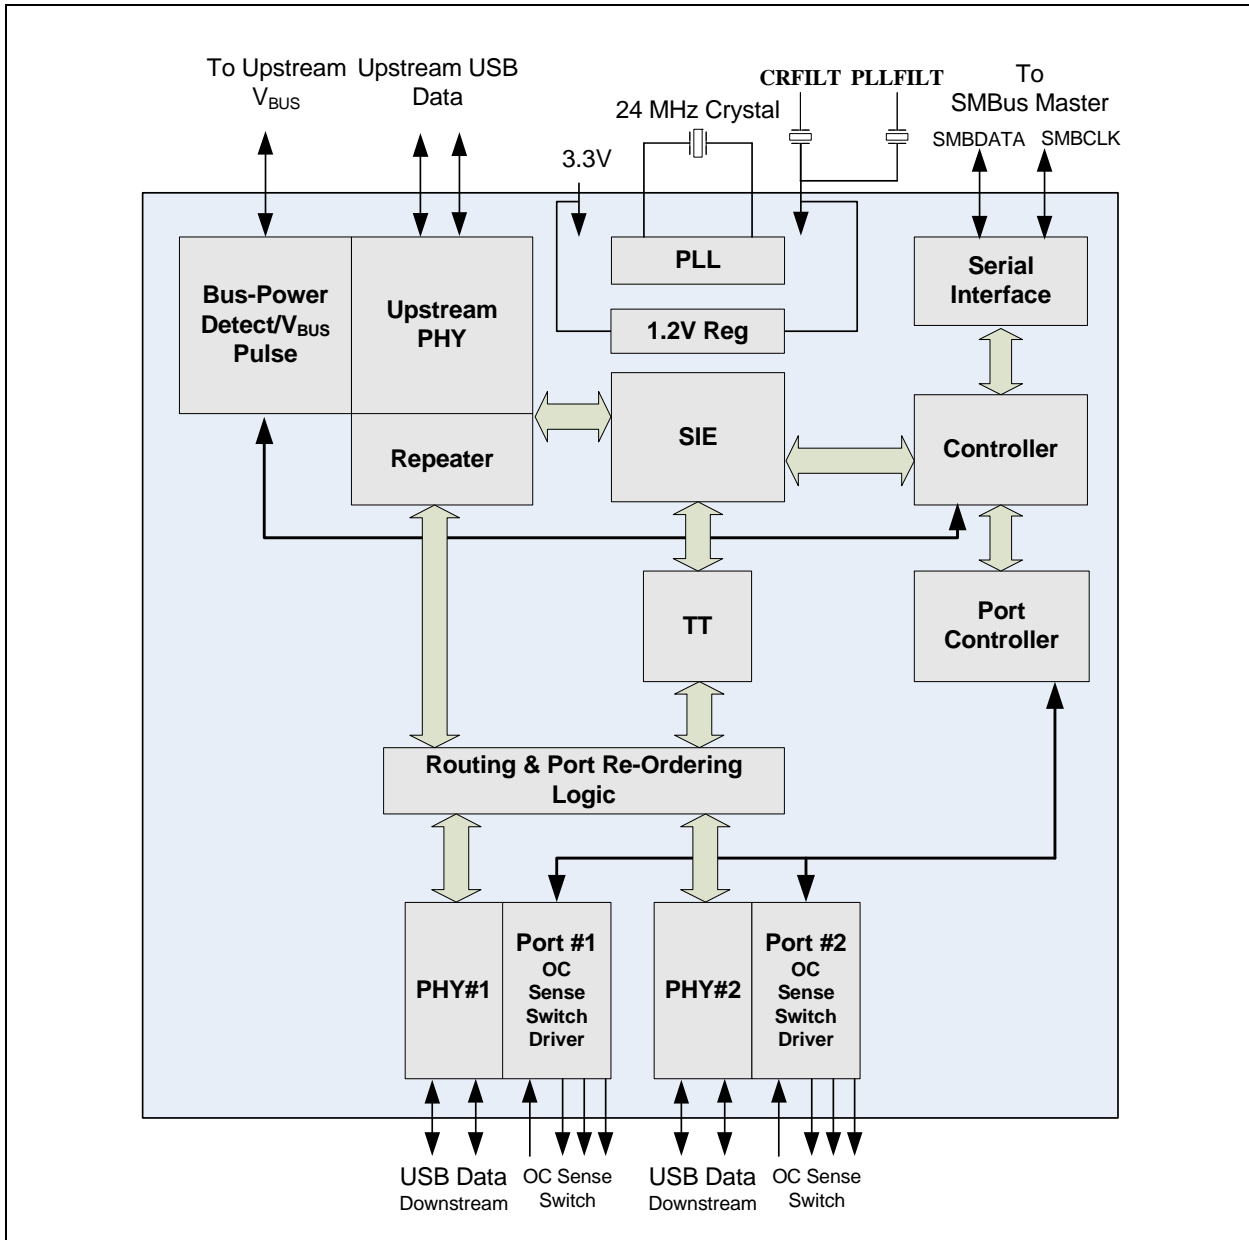 To Upstream
VBUS
Upstream USB
Data
24 MHz Crystal
CRFILT PLLFILT
To
SMBus Master
SMBDATA SMBCLK
3.3V
Bus-Power
Detect/VBUS
Pulse
Upstream
PHY
PLL
1.2V Reg
Serial
Interface
Repeater
SIE
Controller
TT
Port
Controller
Routing & Port Re-Ordering
Logic
PHY#1
Port #1
OC
Sense
Switch
Driver
PHY#2
Port #2
OC
Sense
Switch
Driver
USB Data
Downstream
OC Sense
Switch
USB Data
Downstream
OC Sense
Switch